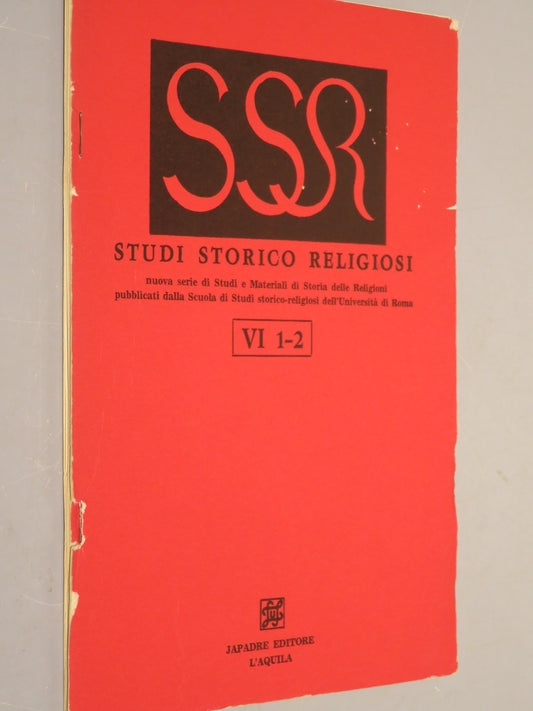 SSR
STUDI STORICO RELIGIOSI
nuova serie di Studi e Materiali di Storia delle Religioni
pubblicati dalla Scuola di Studi storico-religiosi dell'Università di Roma
VI 1-2
JAPADRE EDITORE
L'AQUILA